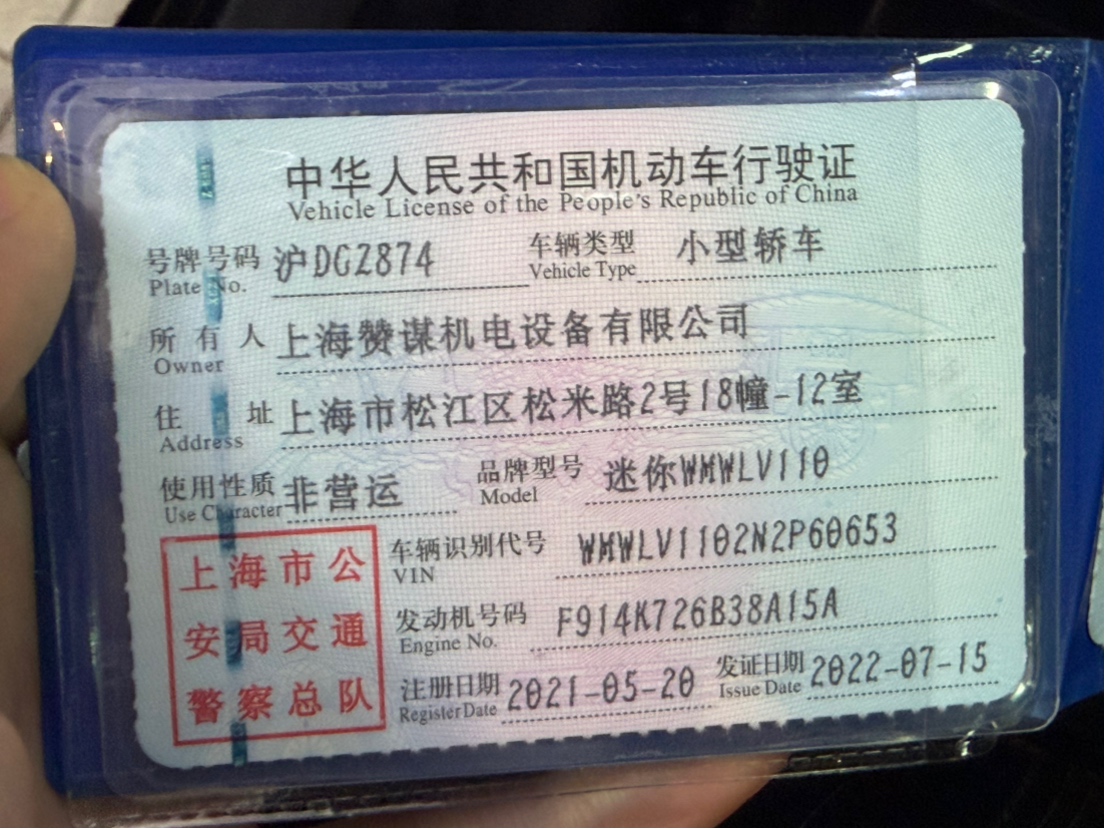 中华人民共和国机动车行驶证
Vehicle License of the People's Republic of China
号牌号码 沪DGZ874 车辆类型 小型轿车
Plate No. Vehicle Type
所有人 上海赞谋机电设备有限公司
Owner
住址 上海市松江区松米路2号18幢-12室
Address
使用性质 非营运 品牌型号 迷你WMWLV110
Use Character Model
车辆识别代号 WMWLV1102N2P60653
VIN
发动机号码 F914K726B38A15A
Engine No.
注册日期 2021-05-20 发证日期 2022-07-15
Register Date Issue Date
上海市公
安局交通
警察总队